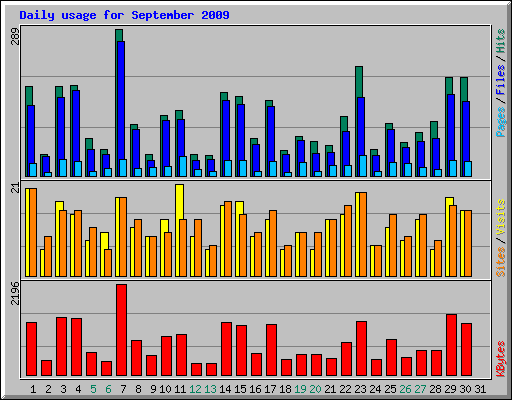 Daily usage for September 2009
289
Pages / Files / Hits
21
Sites / Visits
2196
KBytes
1 2 3 4 5 6 7 8 9 10 11 12 13 14 15 16 17 18 19 20 21 22 23 24 25 26 27 28 29 30 31